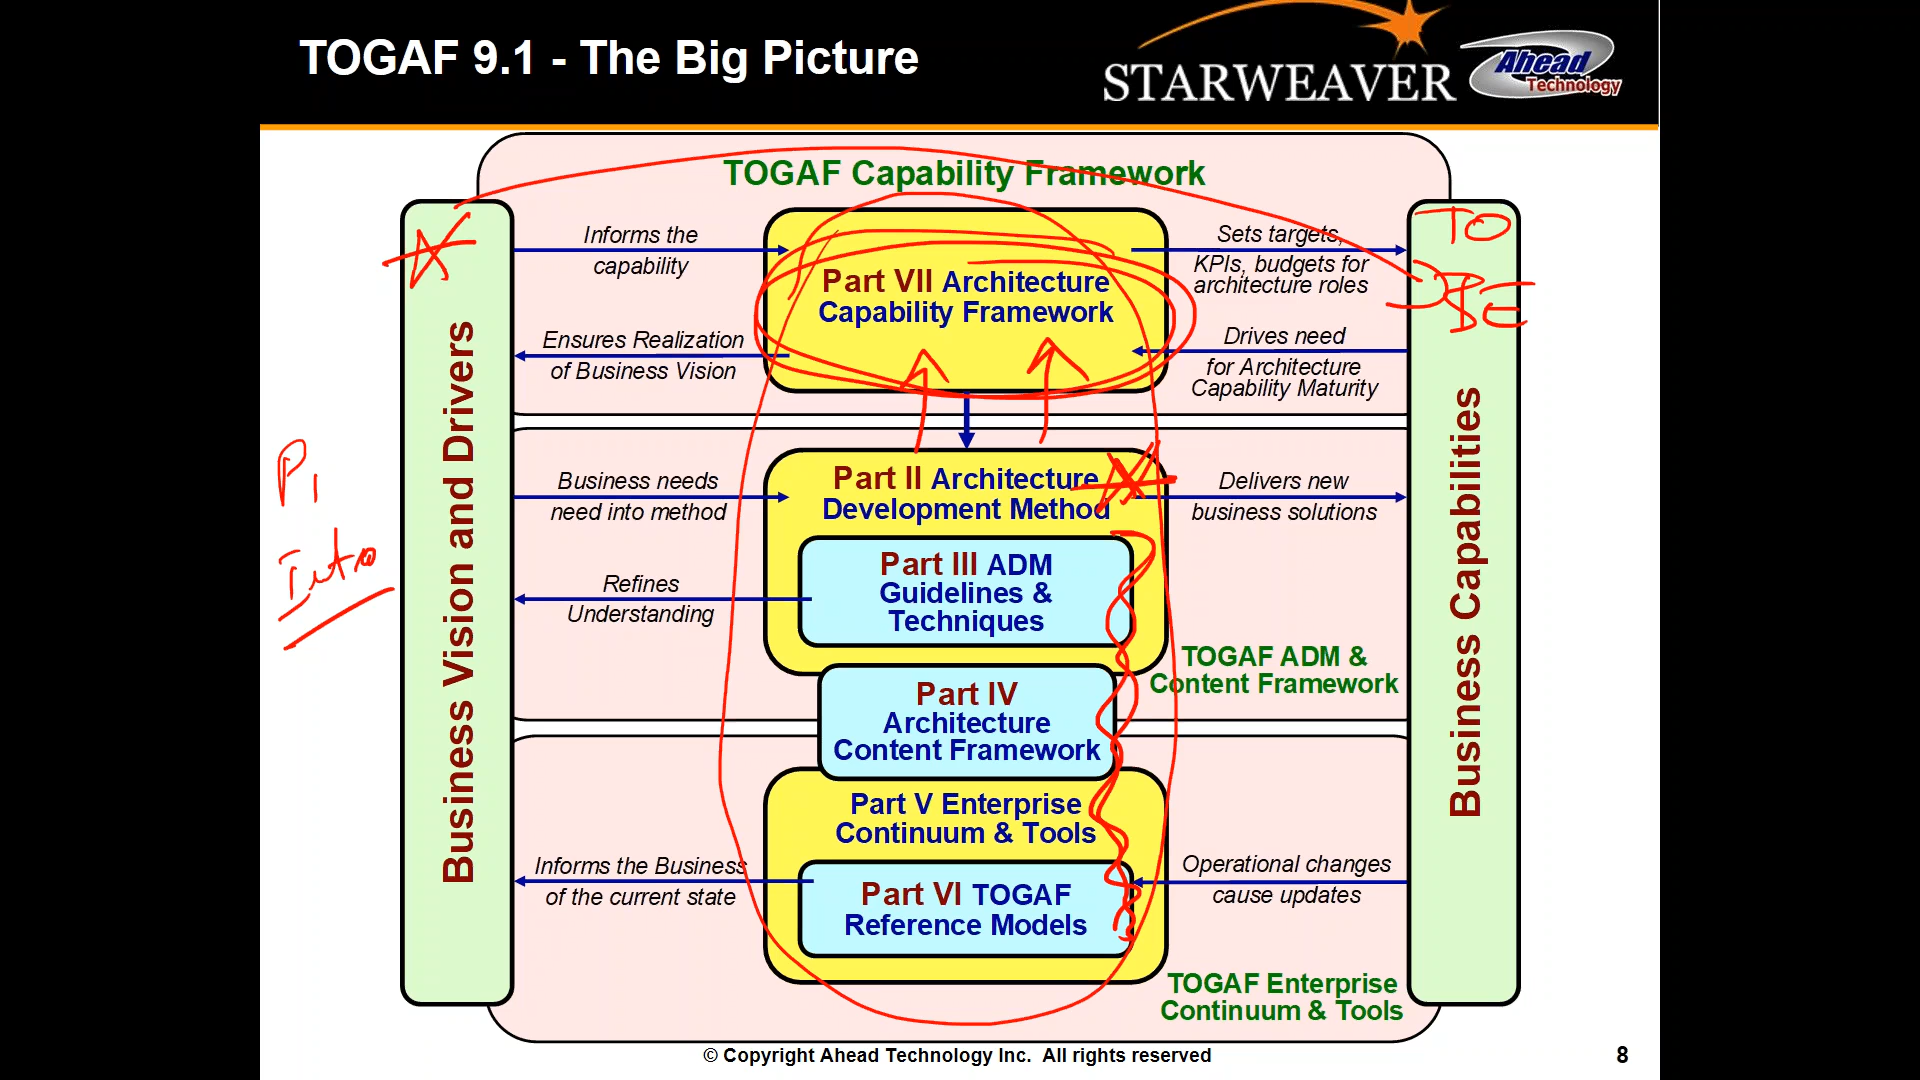 TOGAF 9.1 - The Big Picture
STARWEAVER
Ahead
Technology
TOGAF Capability Framework
Business Vision and Drivers
Informs the
capability
Ensures Realization
of Business Vision
Part VII Architecture
Capability Framework
Sets targets,
KPIs, budgets for
architecture roles
Drives need
for Architecture
Capability Maturity
TO
BE
Business Capabilities
P1
Intro
Business needs
need into method
Refines
Understanding
Part II Architecture
Development Method
Part III ADM
Guidelines &
Techniques
Delivers new
business solutions
TOGAF ADM &
Content Framework
Part IV
Architecture
Content Framework
Part V Enterprise
Continuum & Tools
Part VI TOGAF
Reference Models
Informs the Business
of the current state
Operational changes
cause updates
TOGAF Enterprise
Continuum & Tools
© Copyright Ahead Technology Inc. All rights reserved
8